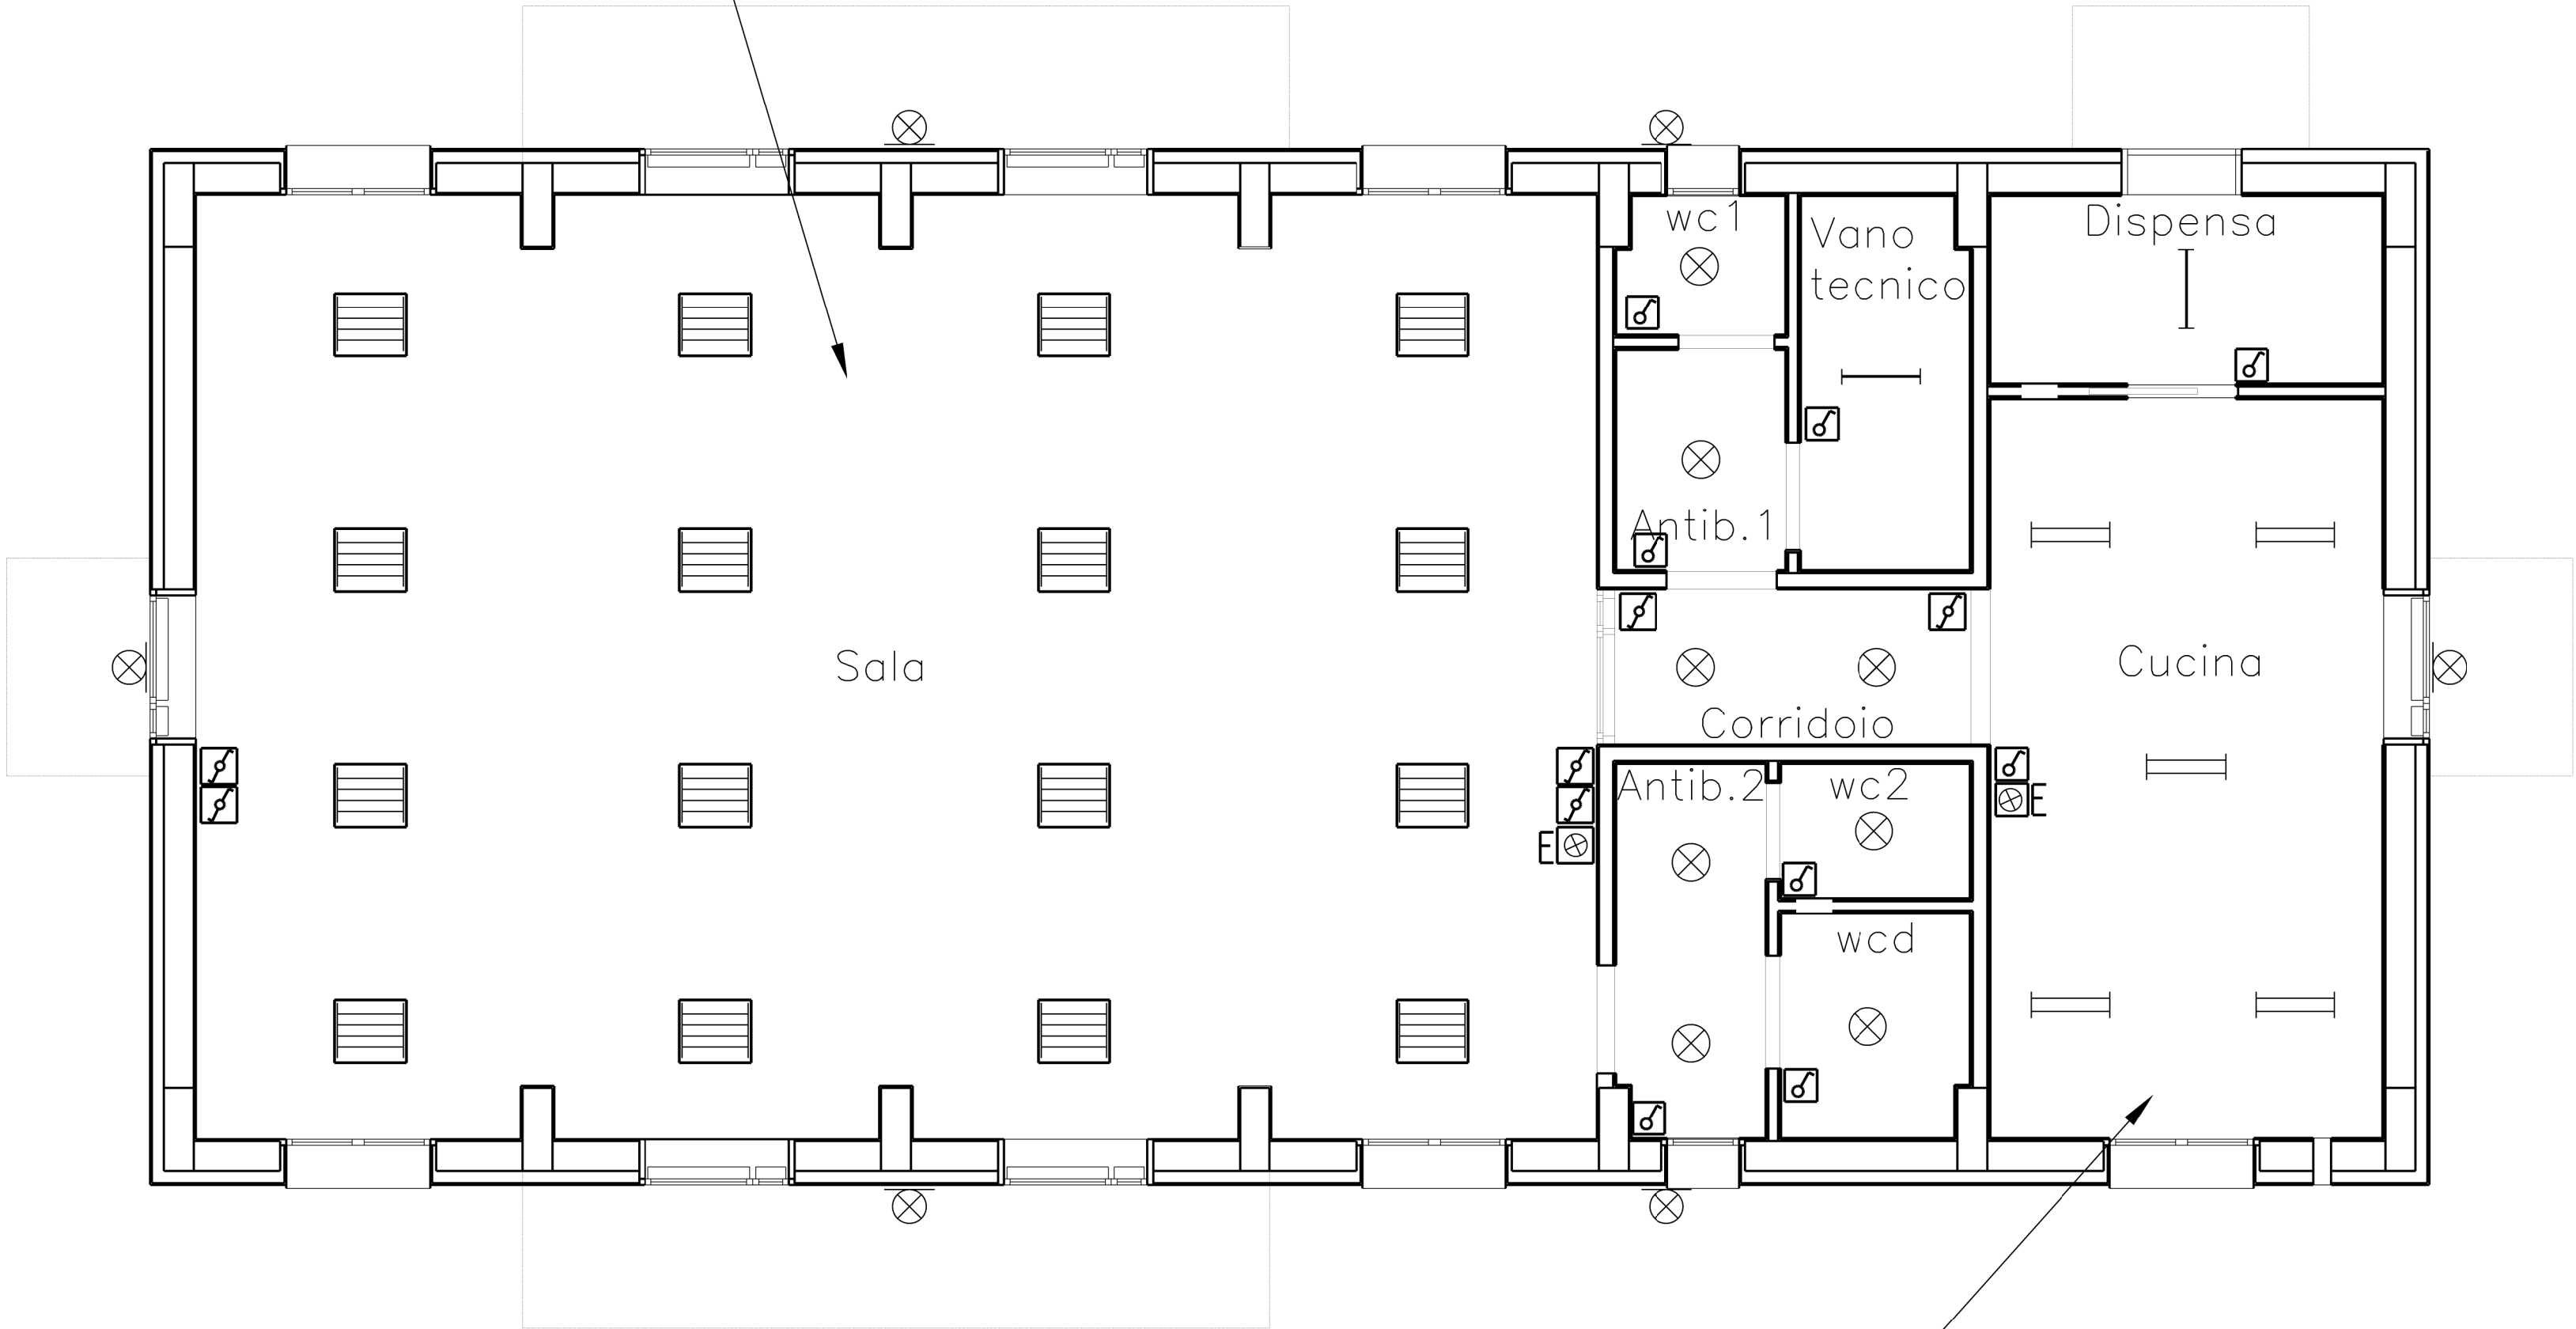 wc1
Vano
tecnico
Dispensa
Antib.1
Sala
Cucina
Corridoio
Antib.2
wc2
E
E
wcd